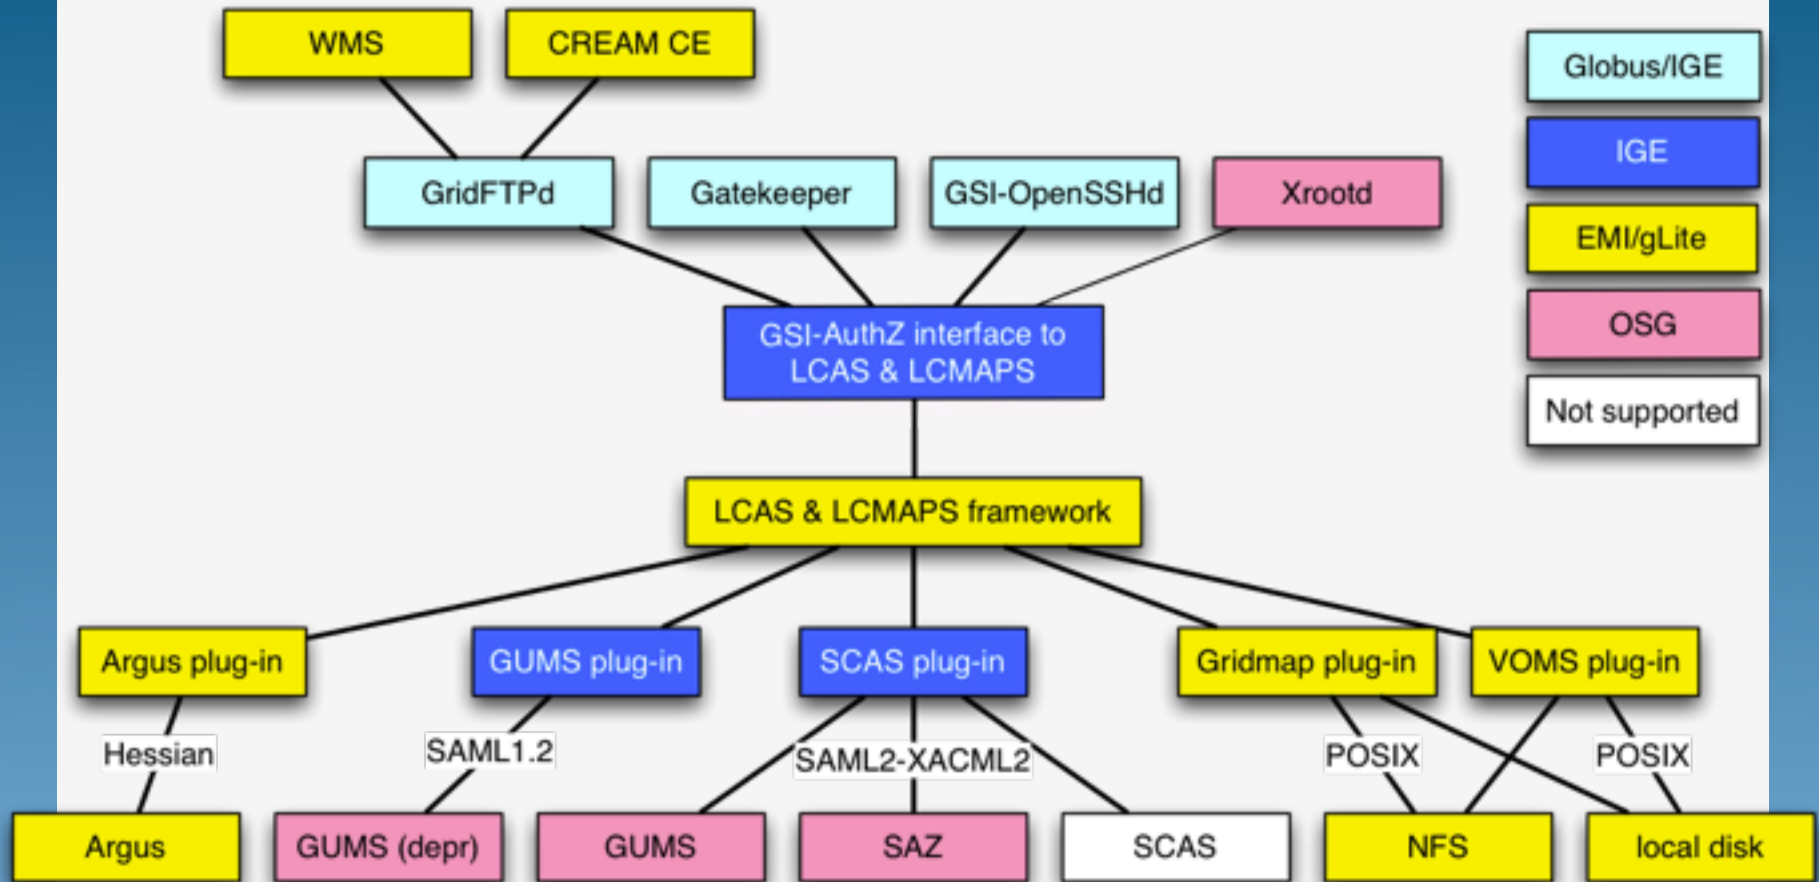 WMS
CREAM CE
Globus/IGE
IGE
GridFTPd
Gatekeeper
GSI-OpenSSHd
Xrootd
EMI/gLite
OSG
GSI-AuthZ interface to
LCAS & LCMAPS
Not supported
LCAS & LCMAPS framework
Argus plug-in
GUMS plug-in
SCAS plug-in
Gridmap plug-in
VOMS plug-in
Hessian
SAML1.2
SAML2-XACML2
POSIX
POSIX
Argus
GUMS (depr)
GUMS
SAZ
SCAS
NFS
local disk